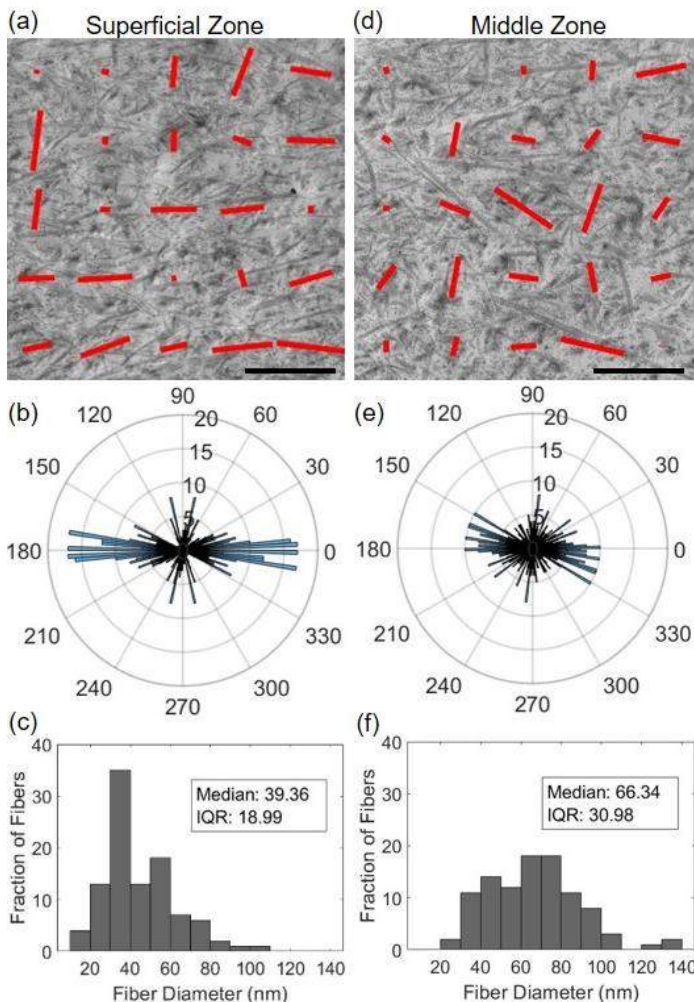 (a) Superficial Zone
(d) Middle Zone
(b)
90
120 60
20
15
150 30
10
5
180 0
210 330
240 300
270
(e)
90
120 60
20
15
150 30
10
5
180 0
210 330
240 300
270
(c)
40
30
20
10
0
Fraction of Fibers
Median: 39.36
IQR: 18.99
20 40 60 80 100 120 140
Fiber Diameter (nm)
(f)
40
30
20
10
0
Fraction of Fibers
Median: 66.34
IQR: 30.98
20 40 60 80 100 120 140
Fiber Diameter (nm)